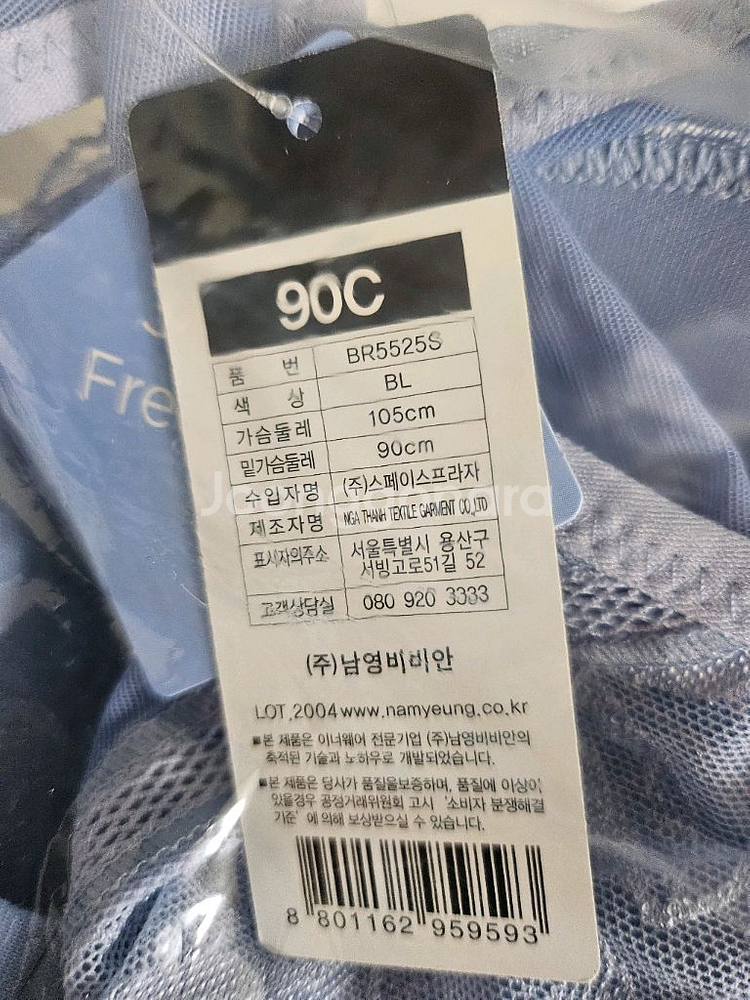 90C
품 번 BR5525S
색 상 BL
가슴둘레 105cm
밑가슴둘레 90cm
수입자명 (주)스페이스프라자
제조자명 NGA THANH TEXTILE GARMENT CO.,LTD
표시자의주소 서울특별시 용산구
서빙고로51길 52
고객상담실 080 920 3333
(주)남영비비안
LOT.2004 www.namyeung.co.kr
■본 제품은 이너웨어 전문기업 (주)남영비비안의
축적된 기술과 노하우로 개발되었습니다.
■본 제품은 당사가 품질을보증하며, 품질에 이상이
있을경우 공정거래위원회 고시 '소비자 분쟁해결
기준' 에 의해 보상받으실 수 있습니다.
8 801162 959593
Fre
Joonggonara